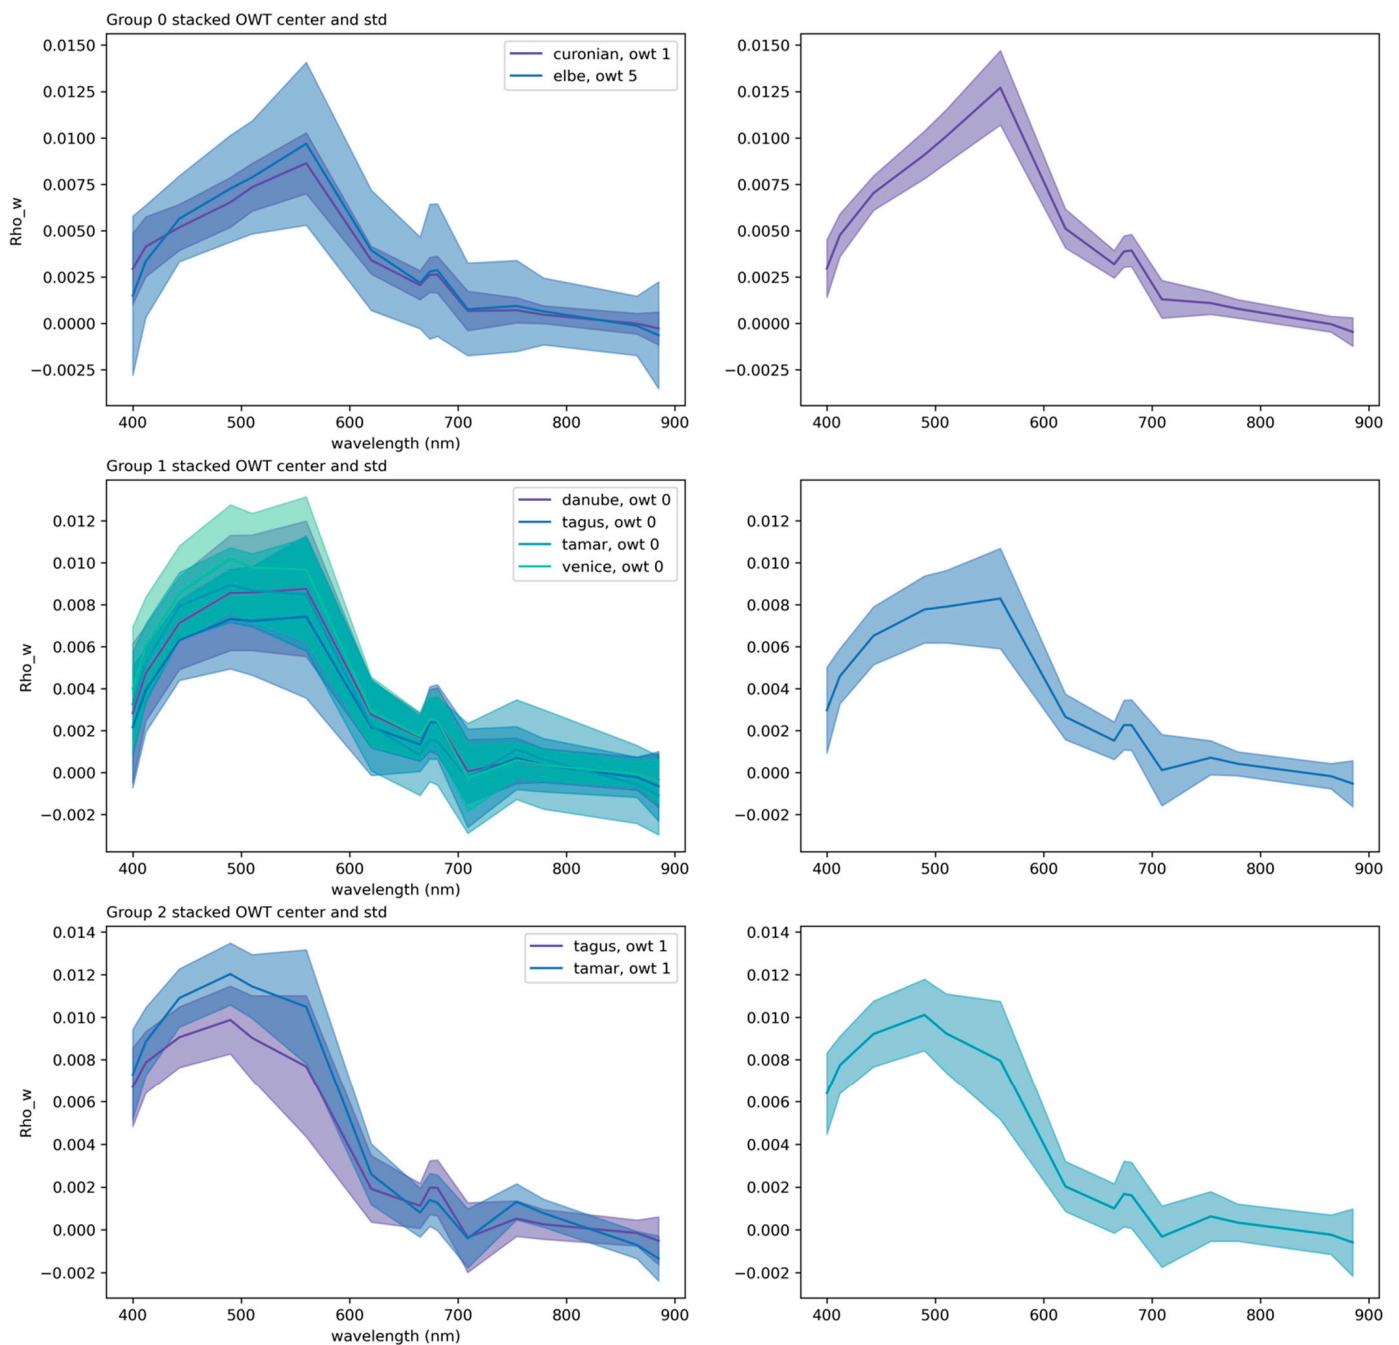 Group 0 stacked OWT center and std
0.0150
0.0125
0.0100
0.0075
0.0050
0.0025
0.0000
−0.0025
Rho_w
curonian, owt 1
elbe, owt 5
400 500 600 700 800 900
wavelength (nm)
0.0150
0.0125
0.0100
0.0075
0.0050
0.0025
0.0000
−0.0025
400 500 600 700 800 900
Group 1 stacked OWT center and std
0.012
0.010
0.008
0.006
0.004
0.002
0.000
−0.002
Rho_w
danube, owt 0
tagus, owt 0
tamar, owt 0
venice, owt 0
400 500 600 700 800 900
wavelength (nm)
0.012
0.010
0.008
0.006
0.004
0.002
0.000
−0.002
400 500 600 700 800 900
Group 2 stacked OWT center and std
0.014
0.012
0.010
0.008
0.006
0.004
0.002
0.000
−0.002
Rho_w
tagus, owt 1
tamar, owt 1
400 500 600 700 800 900
wavelength (nm)
0.014
0.012
0.010
0.008
0.006
0.004
0.002
0.000
−0.002
400 500 600 700 800 900